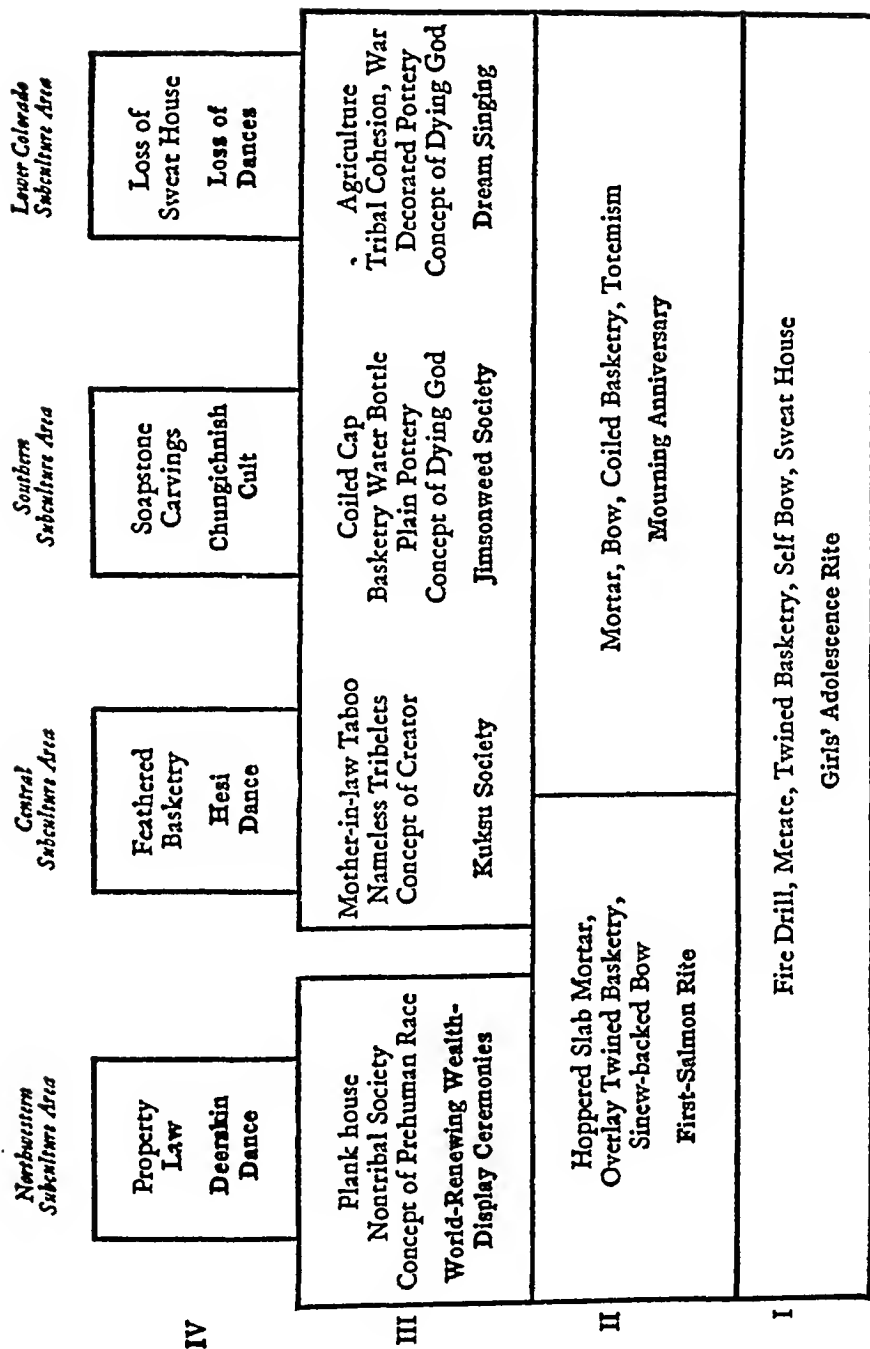 Northwestern
Subculture Area
Central
Subculture Area
Southern
Subculture Area
Lower Colorado
Subculture Area
IV
Property
Law
Deerskin
Dance
Feathered
Basketry
Hesi
Dance
Soapstone
Carvings
Chungichnish
Cult
Loss of
Sweat House
Loss of
Dances
III
Plank house
Nontribal Society
Concept of Prehuman Race
World-Renewing Wealth-
Display Ceremonies
Mother-in-law Taboo
Nameless Tribelets
Concept of Creator
Kuksu Society
Coiled Cap
Basketry Water Bottle
Plain Pottery
Concept of Dying God
Jimsonweed Society
Agriculture
Tribal Cohesion, War
Decorated Pottery
Concept of Dying God
Dream Singing
II
Hoppered Slab Mortar,
Overlay Twined Basketry,
Sinew-backed Bow
First-Salmon Rite
Mortar, Bow, Coiled Basketry, Totemism
Mourning Anniversary
I
Fire Drill, Metate, Twined Basketry, Self Bow, Sweat House
Girls' Adolescence Rite